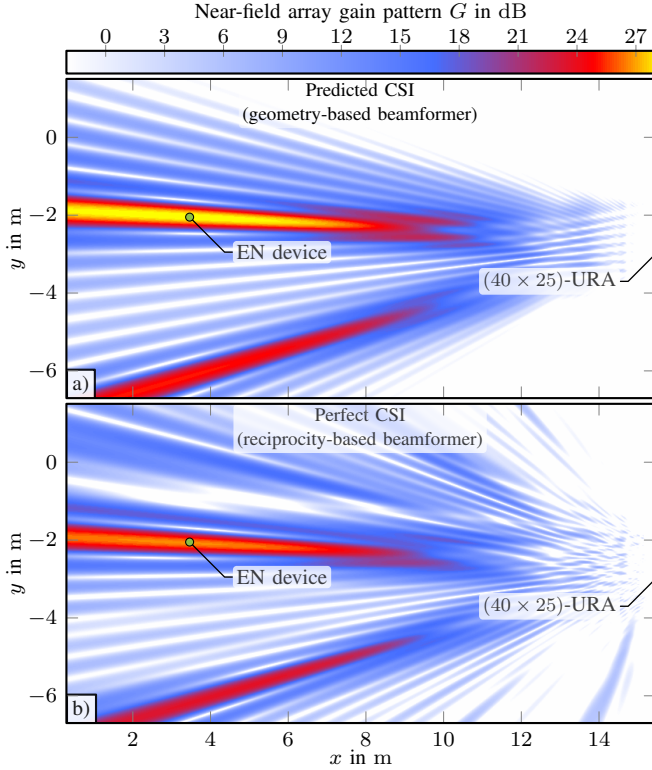 Near-field array gain pattern G in dB
0 3 6 9 12 15 18 21 24 27
Predicted CSI
(geometry-based beamformer)
0
−2
EN device
y in m
−4
(40 × 25)-URA
−6
a)
Perfect CSI
(reciprocity-based beamformer)
0
−2
EN device
y in m
−4
(40 × 25)-URA
−6
b)
2 4 6 8 10 12 14
x in m